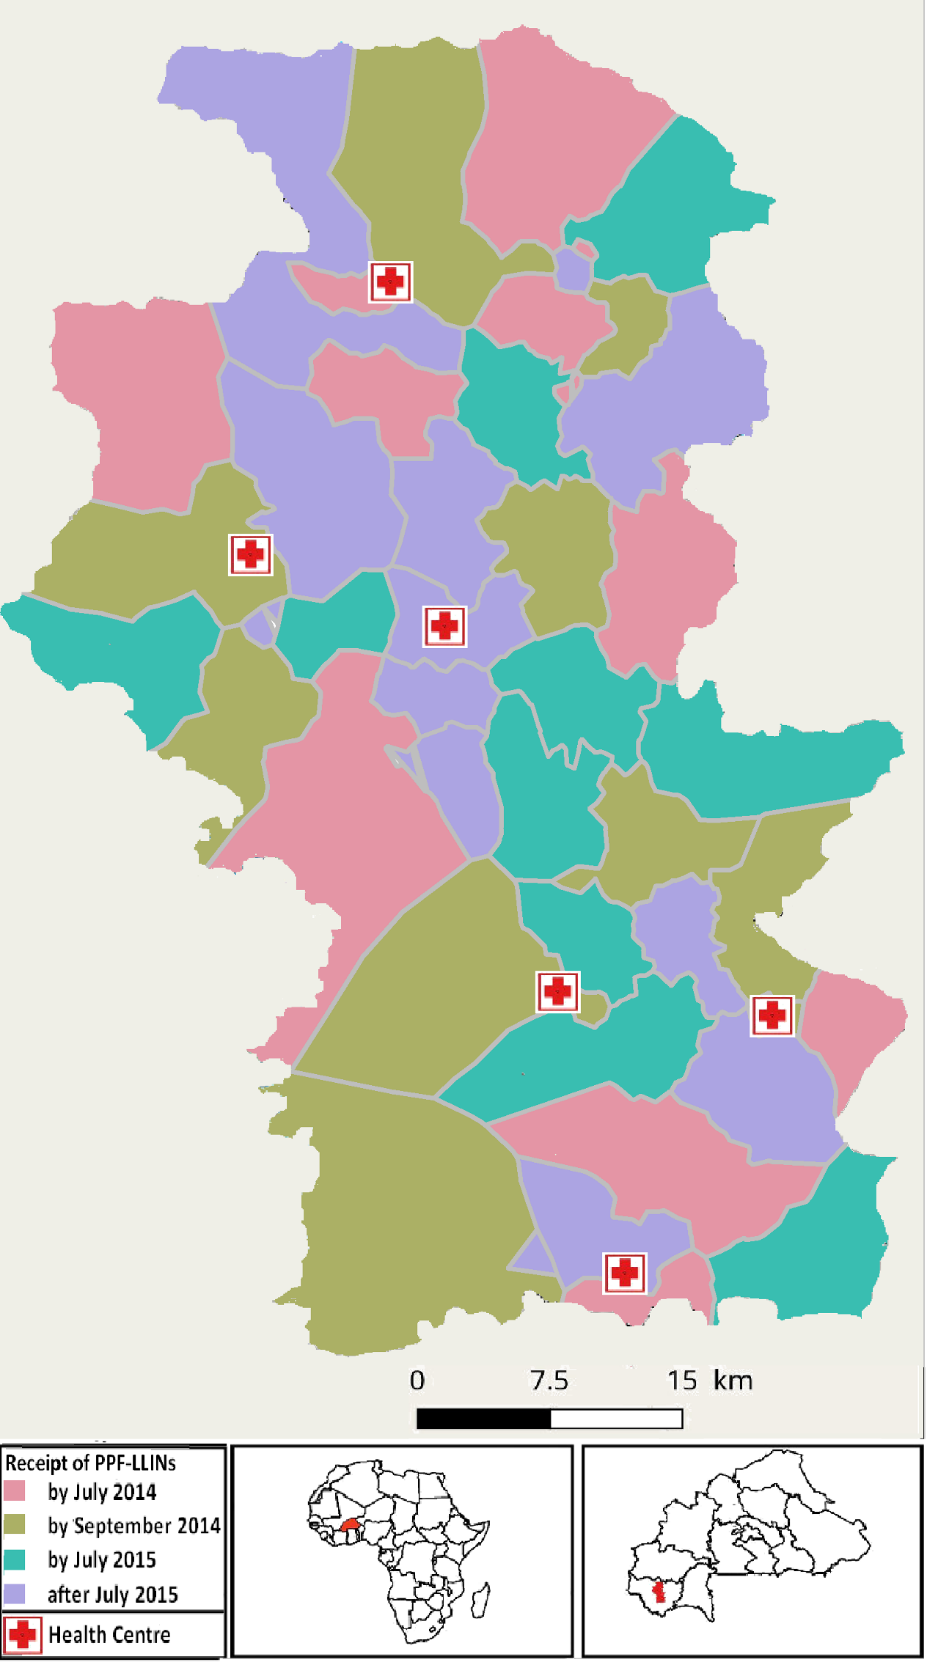 0 7.5 15 km
Receipt of PPF-LLINs
by July 2014
by September 2014
by July 2015
after July 2015
Health Centre